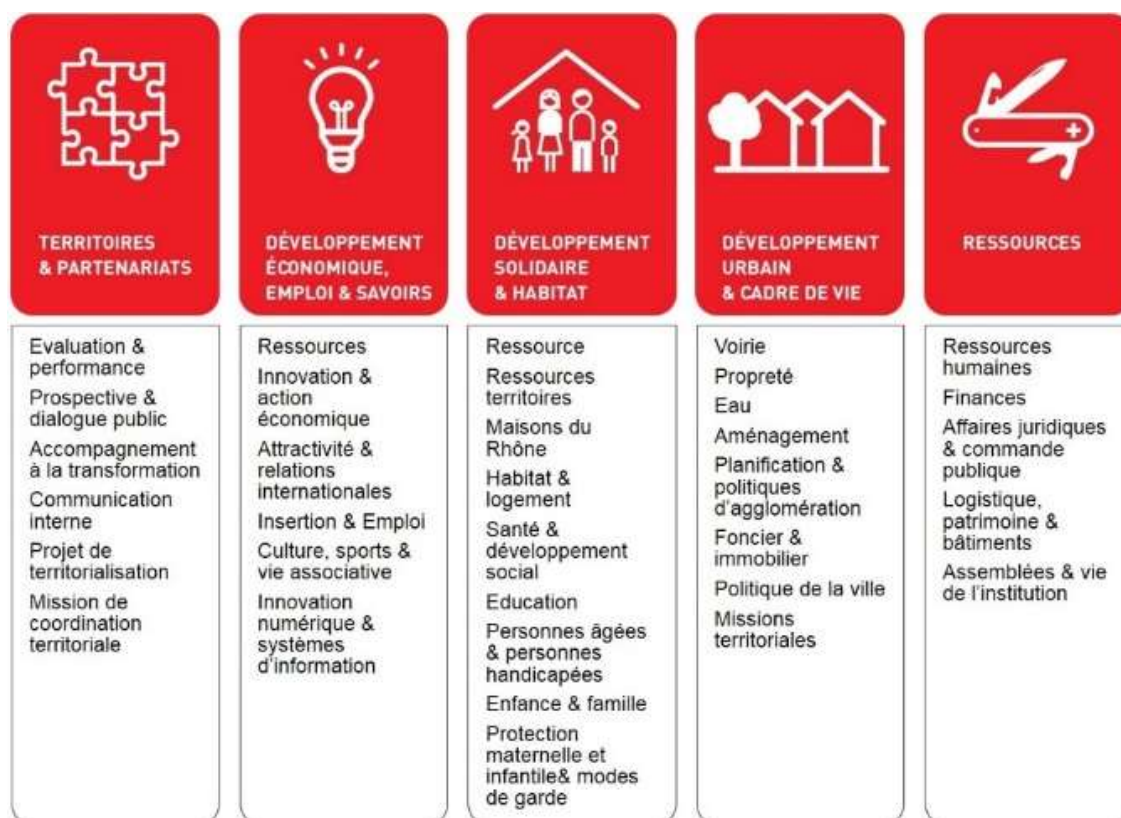 TERRITOIRES
& PARTENARIATS
Evaluation &
performance
Prospective &
dialogue public
Accompagnement
à la transformation
Communication
interne
Projet de
territorialisation
Mission de
coordination
territoriale
DÉVELOPPEMENT
ÉCONOMIQUE,
EMPLOI & SAVOIRS
Ressources
Innovation &
action
économique
Attractivité &
relations
internationales
Insertion & Emploi
Culture, sports &
vie associative
Innovation
numérique &
systèmes
d'information
DÉVELOPPEMENT
SOLIDAIRE
& HABITAT
Ressource
Ressources
territoires
Maisons du
Rhône
Habitat &
logement
Santé &
développement
social
Education
Personnes âgées
& personnes
handicapées
Enfance & famille
Protection
maternelle et
infantile& modes
de garde
DÉVELOPPEMENT
URBAIN
& CADRE DE VIE
Voirie
Propreté
Eau
Aménagement
Planification &
politiques
d'agglomération
Foncier &
immobilier
Politique de la ville
Missions
territoriales
RESSOURCES
Ressources
humaines
Finances
Affaires juridiques
& commande
publique
Logistique,
patrimoine &
bâtiments
Assemblées & vie
de l'institution